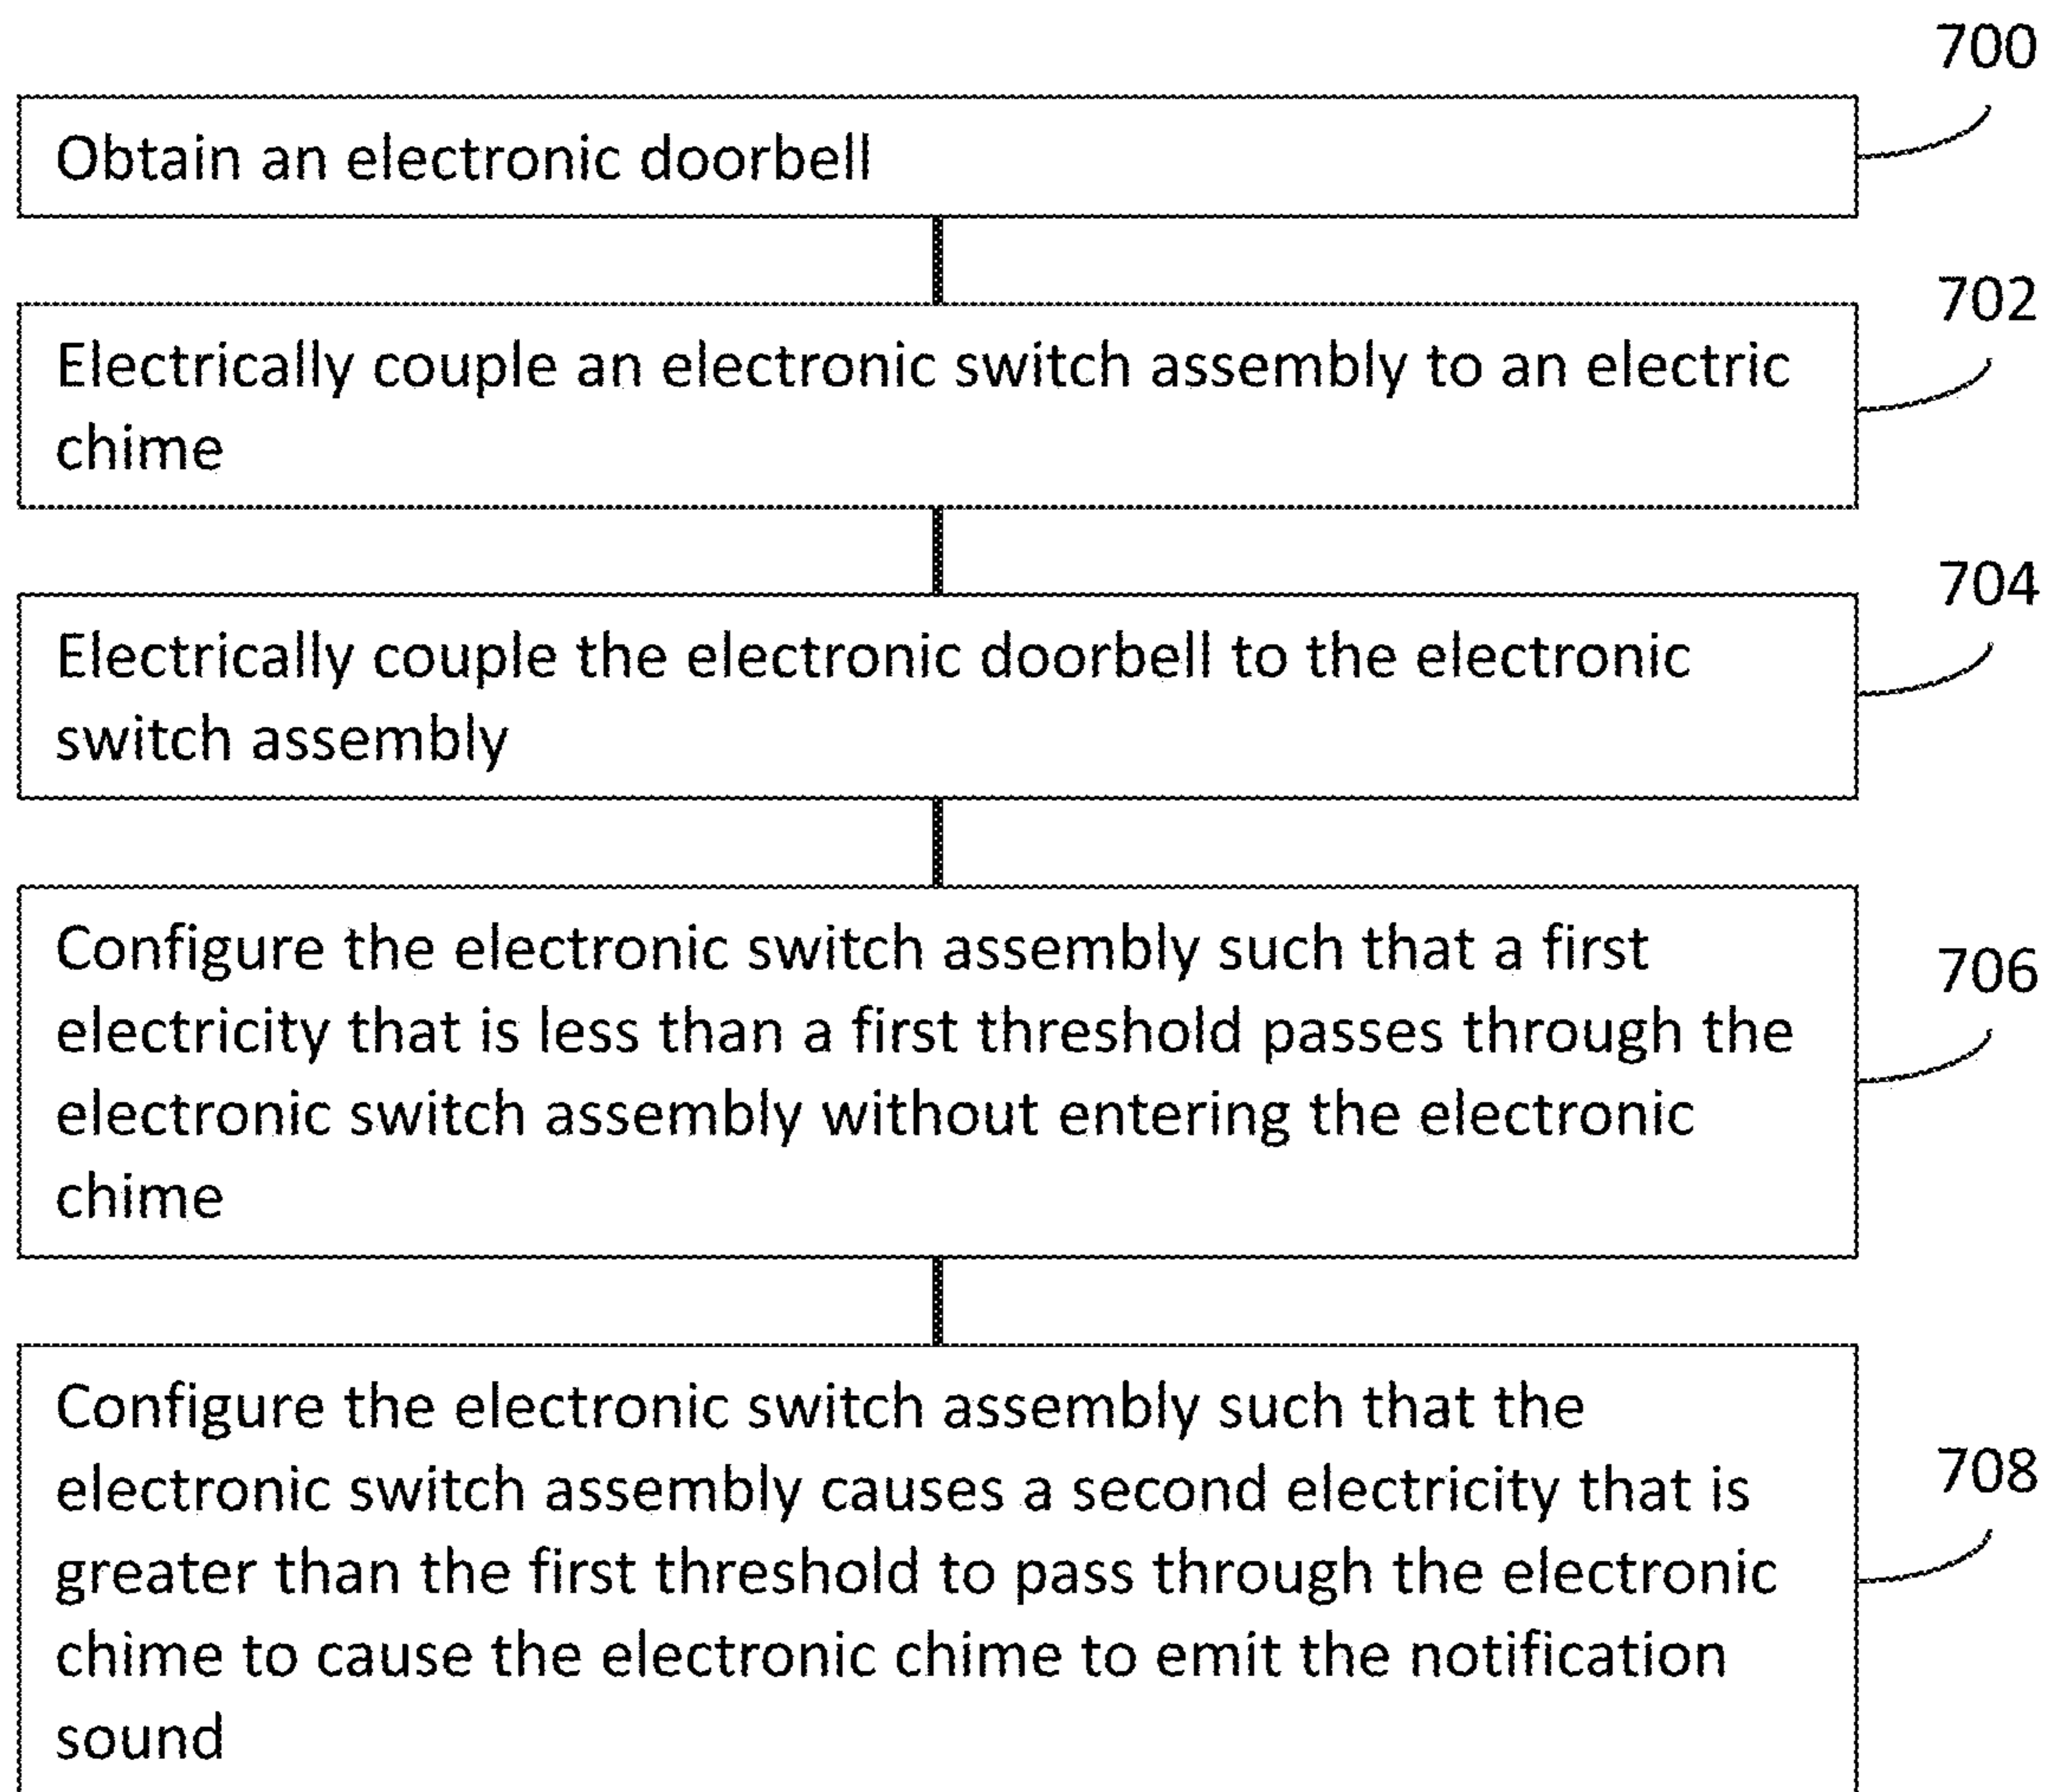 700
Obtain an electronic doorbell
702
Electrically couple an electronic switch assembly to an electric
chime
704
Electrically couple the electronic doorbell to the electronic
switch assembly
Configure the electronic switch assembly such that a first
706
electricity that is less than a first threshold passes through the
electronic switch assembly without entering the electronic
chime
Configure the electronic switch assembly such that the
708
electronic switch assembly causes a second electricity that is
greater than the first threshold to pass through the electronic
chime to cause the electronic chime to emit the notification
sound